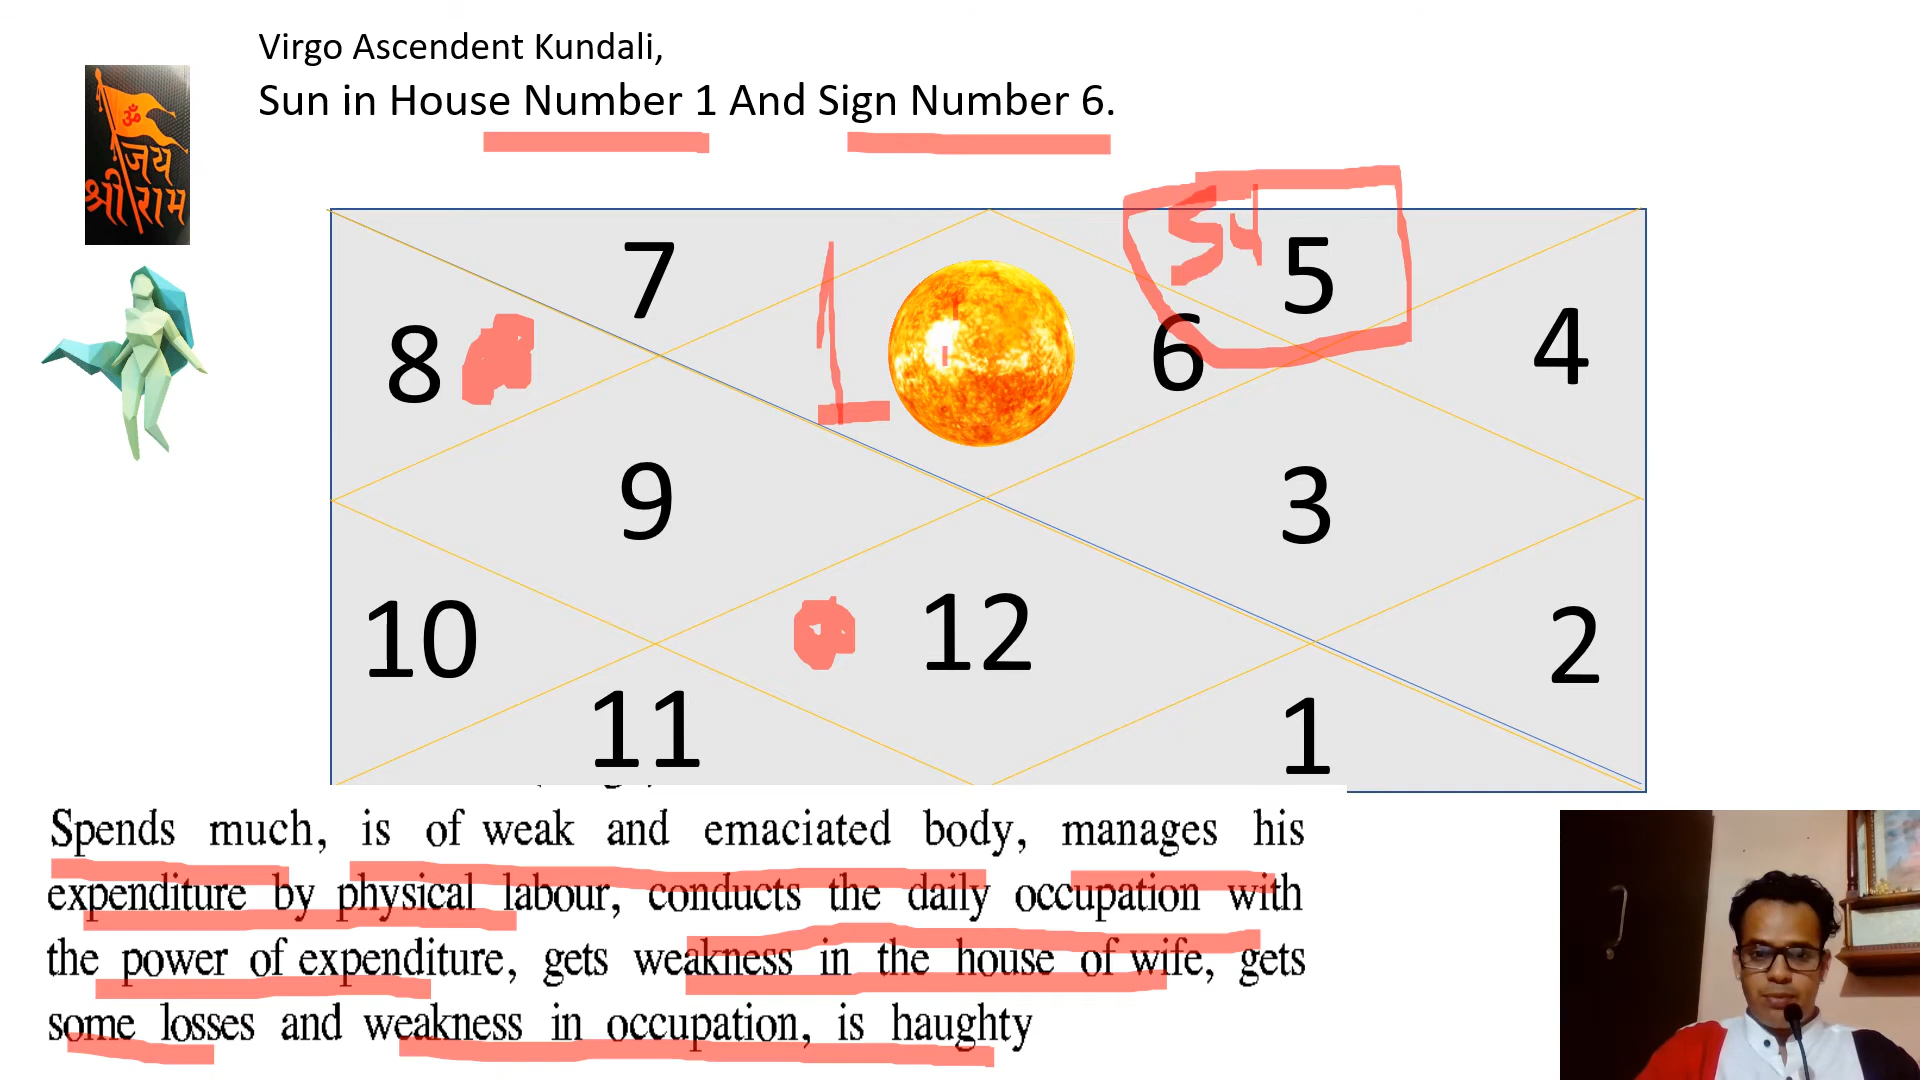 Virgo Ascendent Kundali,
Sun in House Number 1 And Sign Number 6.
ॐ
जय
श्री राम
7
5
54
8
1
6
4
9
3
10
12
2
11
1
Spends much, is of weak and emaciated body, manages his
expenditure by physical labour, conducts the daily occupation with
the power of expenditure, gets weakness in the house of wife, gets
some losses and weakness in occupation, is haughty